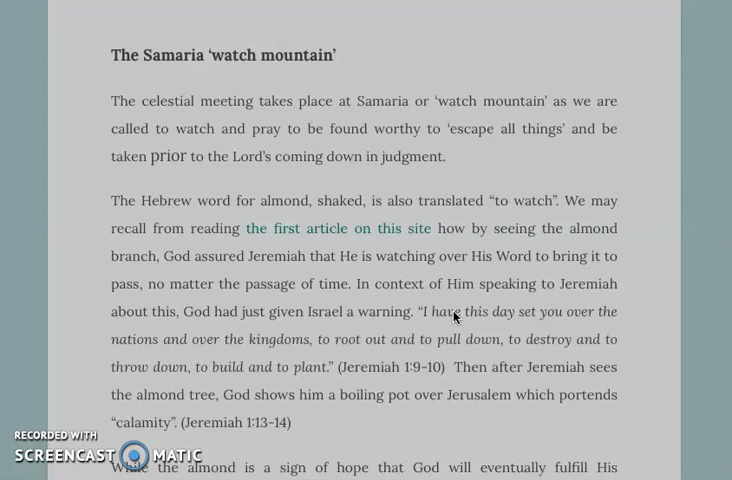 The Samaria ‘watch mountain’
The celestial meeting takes place at Samaria or ‘watch mountain’ as we are
called to watch and pray to be found worthy to ‘escape all things’ and be
taken prior to the Lord’s coming down in judgment.
The Hebrew word for almond, shaked, is also translated “to watch”. We may
recall from reading the first article on this site how by seeing the almond
branch, God assured Jeremiah that He is watching over His Word to bring it to
pass, no matter the passage of time. In context of Him speaking to Jeremiah
about this, God had just given Israel a warning. “I have this day set you over the
nations and over the kingdoms, to root out and to pull down, to destroy and to
throw down, to build and to plant.” (Jeremiah 1:9-10) Then after Jeremiah sees
the almond tree, God shows him a boiling pot over Jerusalem which portends
“calamity”. (Jeremiah 1:13-14)
While the almond is a sign of hope that God will eventually fulfill His
RECORDED WITH
SCREENCAST MATIC